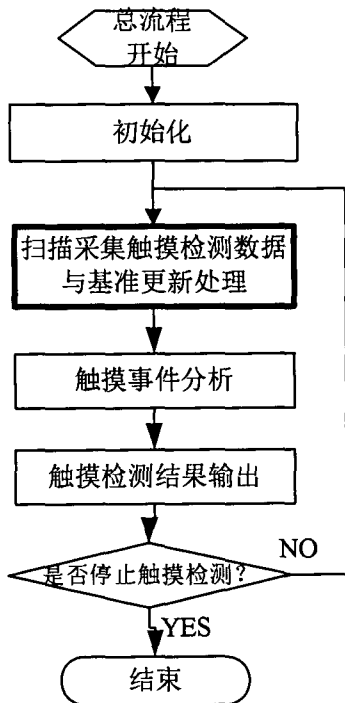 总流程
开始
初始化
扫描采集触摸检测数据
与基准更新处理
触摸事件分析
触摸检测结果输出
是否停止触摸检测?
NO
YES
结束